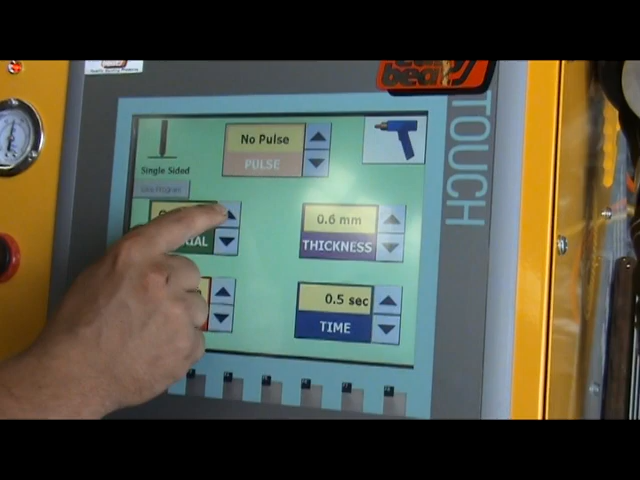 No Pulse
PULSE
Single Sided
0.6 mm
THICKNESS
0.5 sec
TIME
TOUCH